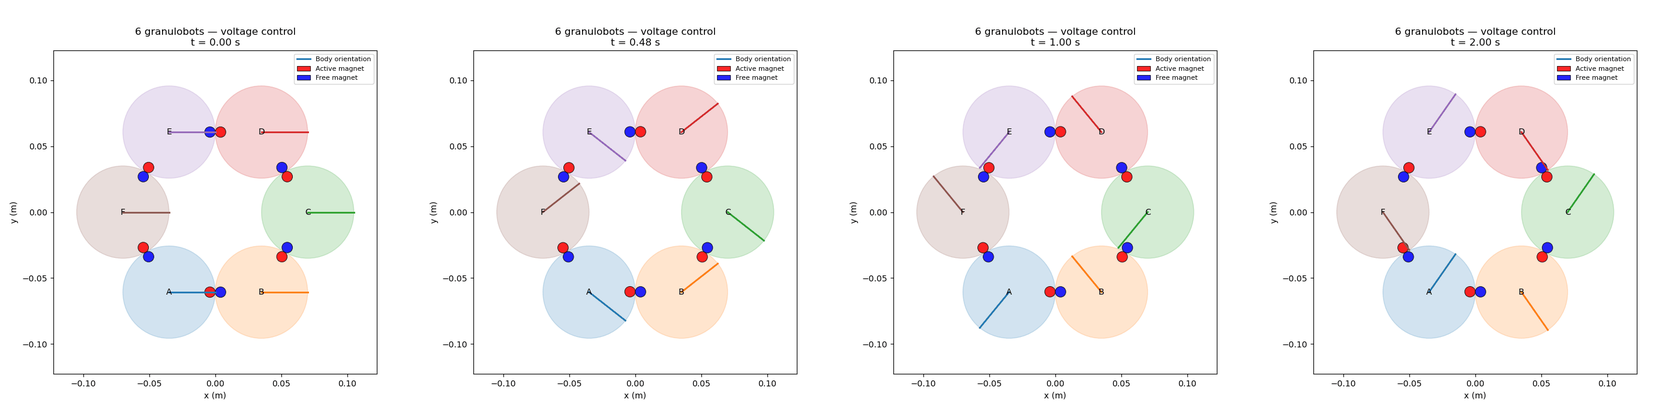 6 granulobots — voltage control
t = 0.00 s
Body orientation
Active magnet
Free magnet
E
D
F
C
A
B
0.10
0.05
0.00
−0.05
−0.10
y (m)
−0.10
−0.05
0.00
0.05
0.10
x (m)
6 granulobots — voltage control
t = 0.48 s
Body orientation
Active magnet
Free magnet
E
D
F
C
A
B
0.10
0.05
0.00
−0.05
−0.10
y (m)
−0.10
−0.05
0.00
0.05
0.10
x (m)
6 granulobots — voltage control
t = 1.00 s
Body orientation
Active magnet
Free magnet
E
D
F
C
A
B
0.10
0.05
0.00
−0.05
−0.10
y (m)
−0.10
−0.05
0.00
0.05
0.10
x (m)
6 granulobots — voltage control
t = 2.00 s
Body orientation
Active magnet
Free magnet
E
D
F
C
A
B
0.10
0.05
0.00
−0.05
−0.10
y (m)
−0.10
−0.05
0.00
0.05
0.10
x (m)